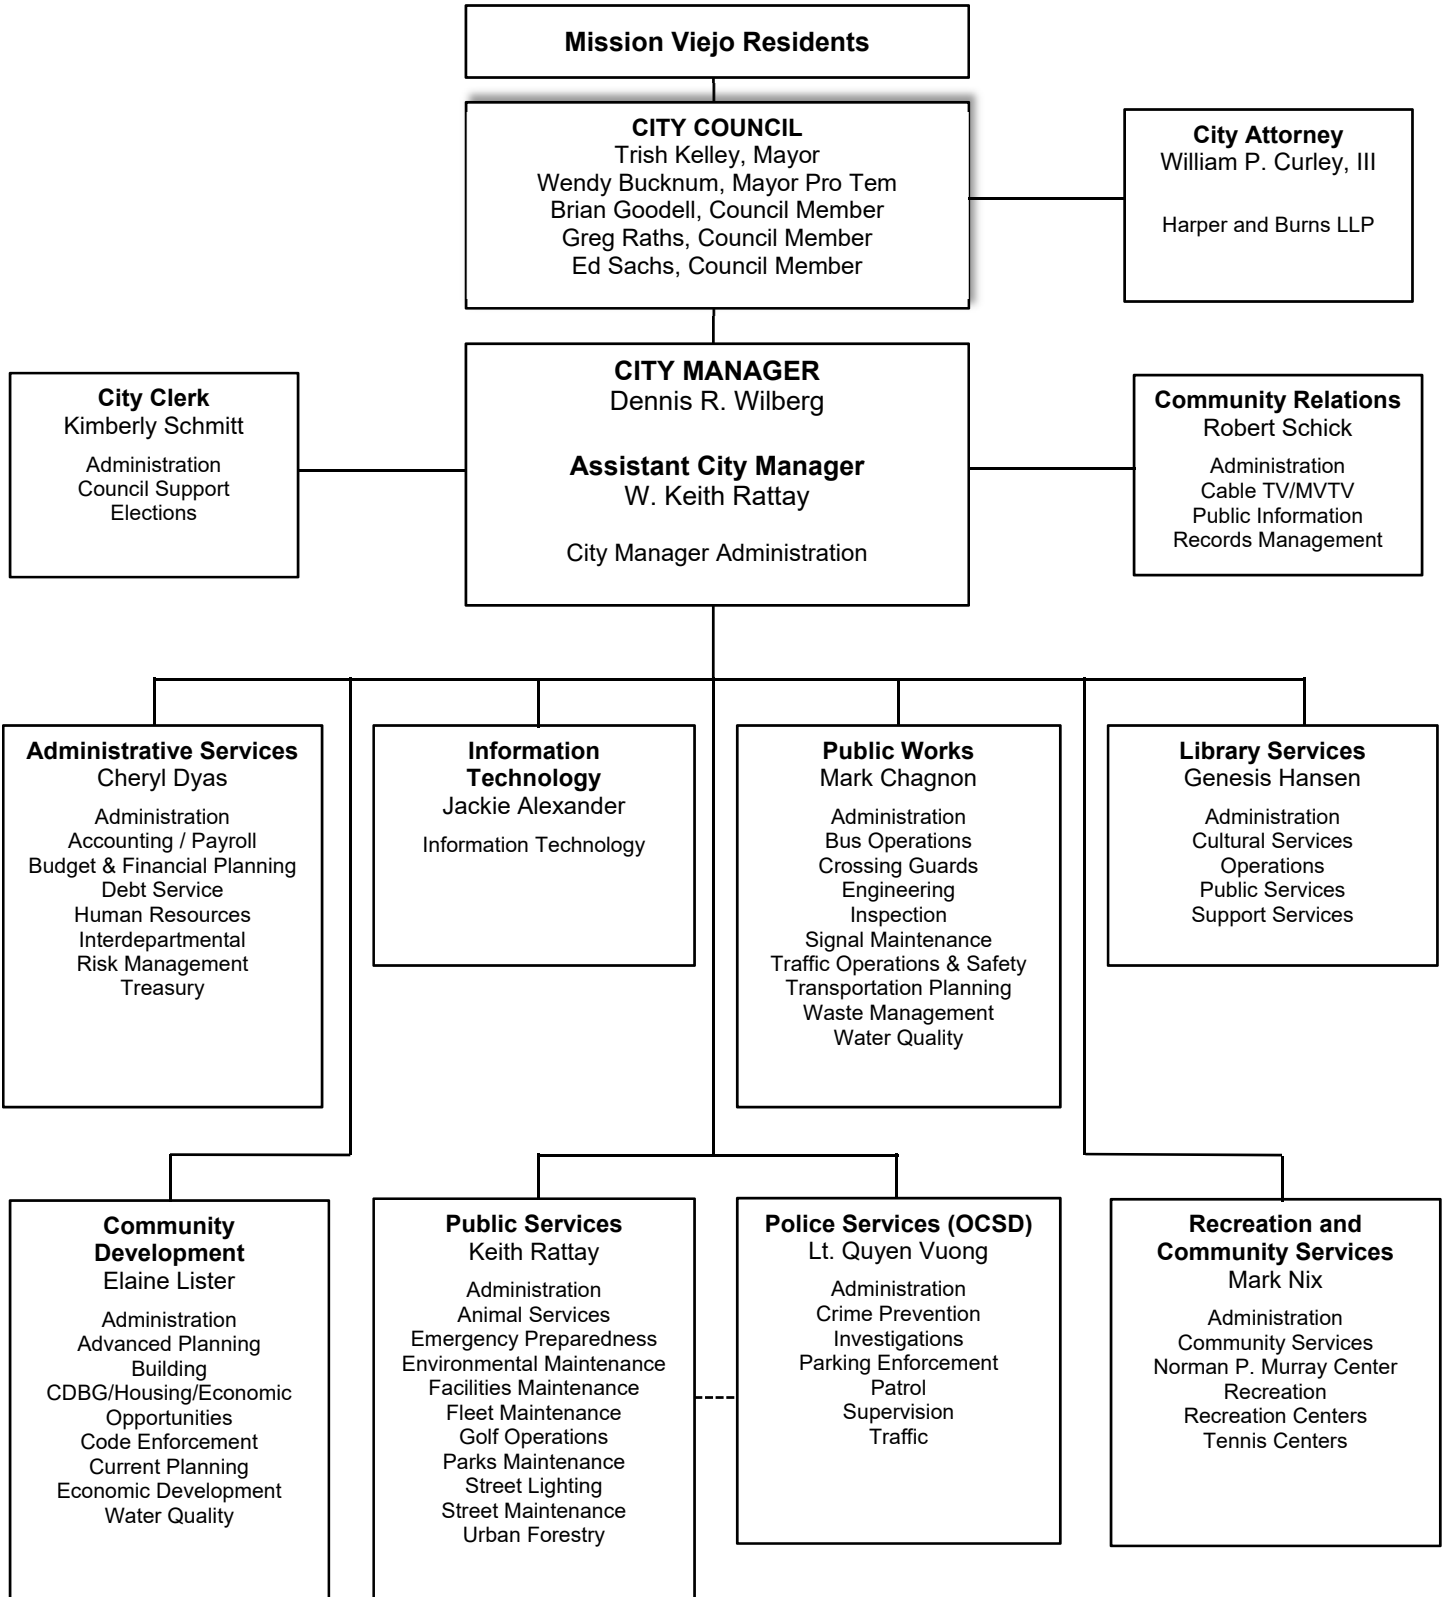 Mission Viejo Residents
CITY COUNCIL
Trish Kelley, Mayor
Wendy Bucknum, Mayor Pro Tem
Brian Goodell, Council Member
Greg Raths, Council Member
Ed Sachs, Council Member
City Attorney
William P. Curley, III
Harper and Burns LLP
City Clerk
Kimberly Schmitt
Administration
Council Support
Elections
CITY MANAGER
Dennis R. Wilberg
Assistant City Manager
W. Keith Rattay
City Manager Administration
Community Relations
Robert Schick
Administration
Cable TV/MVTV
Public Information
Records Management
Administrative Services
Cheryl Dyas
Administration
Accounting / Payroll
Budget & Financial Planning
Debt Service
Human Resources
Interdepartmental
Risk Management
Treasury
Information
Technology
Jackie Alexander
Information Technology
Public Works
Mark Chagnon
Administration
Bus Operations
Crossing Guards
Engineering
Inspection
Signal Maintenance
Traffic Operations & Safety
Transportation Planning
Waste Management
Water Quality
Library Services
Genesis Hansen
Administration
Cultural Services
Operations
Public Services
Support Services
Community
Development
Elaine Lister
Administration
Advanced Planning
Building
CDBG/Housing/Economic
Opportunities
Code Enforcement
Current Planning
Economic Development
Water Quality
Public Services
Keith Rattay
Administration
Animal Services
Emergency Preparedness
Environmental Maintenance
Facilities Maintenance
Fleet Maintenance
Golf Operations
Parks Maintenance
Street Lighting
Street Maintenance
Urban Forestry
Police Services (OCSD)
Lt. Quyen Vuong
Administration
Crime Prevention
Investigations
Parking Enforcement
Patrol
Supervision
Traffic
Recreation and
Community Services
Mark Nix
Administration
Community Services
Norman P. Murray Center
Recreation
Recreation Centers
Tennis Centers